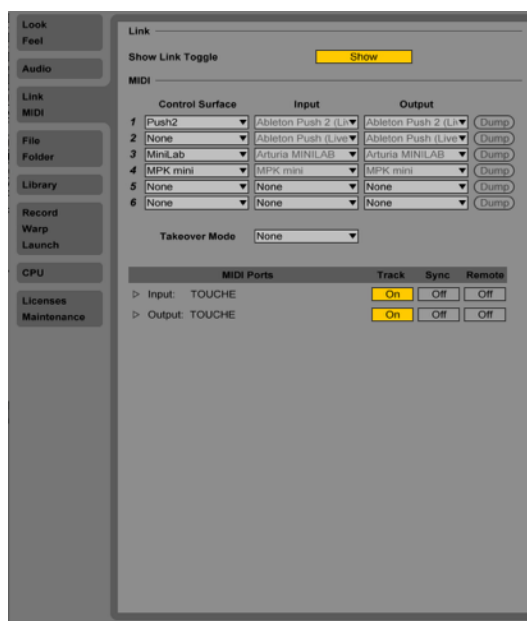 Look
Feel
Audio
Link
MIDI
File
Folder
Library
Record
Warp
Launch
CPU
Licenses
Maintenance
Link
Show Link Toggle Show
MIDI
Control Surface Input Output
1 Push2 Ableton Push 2 (Liv Ableton Push 2 (Liv Dump
2 None Ableton Push (Live Ableton Push (Live Dump
3 MiniLab Arturia MINILAB Arturia MINILAB Dump
4 MPK mini MPK mini MPK mini Dump
5 None None None Dump
6 None None None Dump
Takeover Mode None
MIDI Ports Track Sync Remote
Input: TOUCHE On Off Off
Output: TOUCHE On Off Off